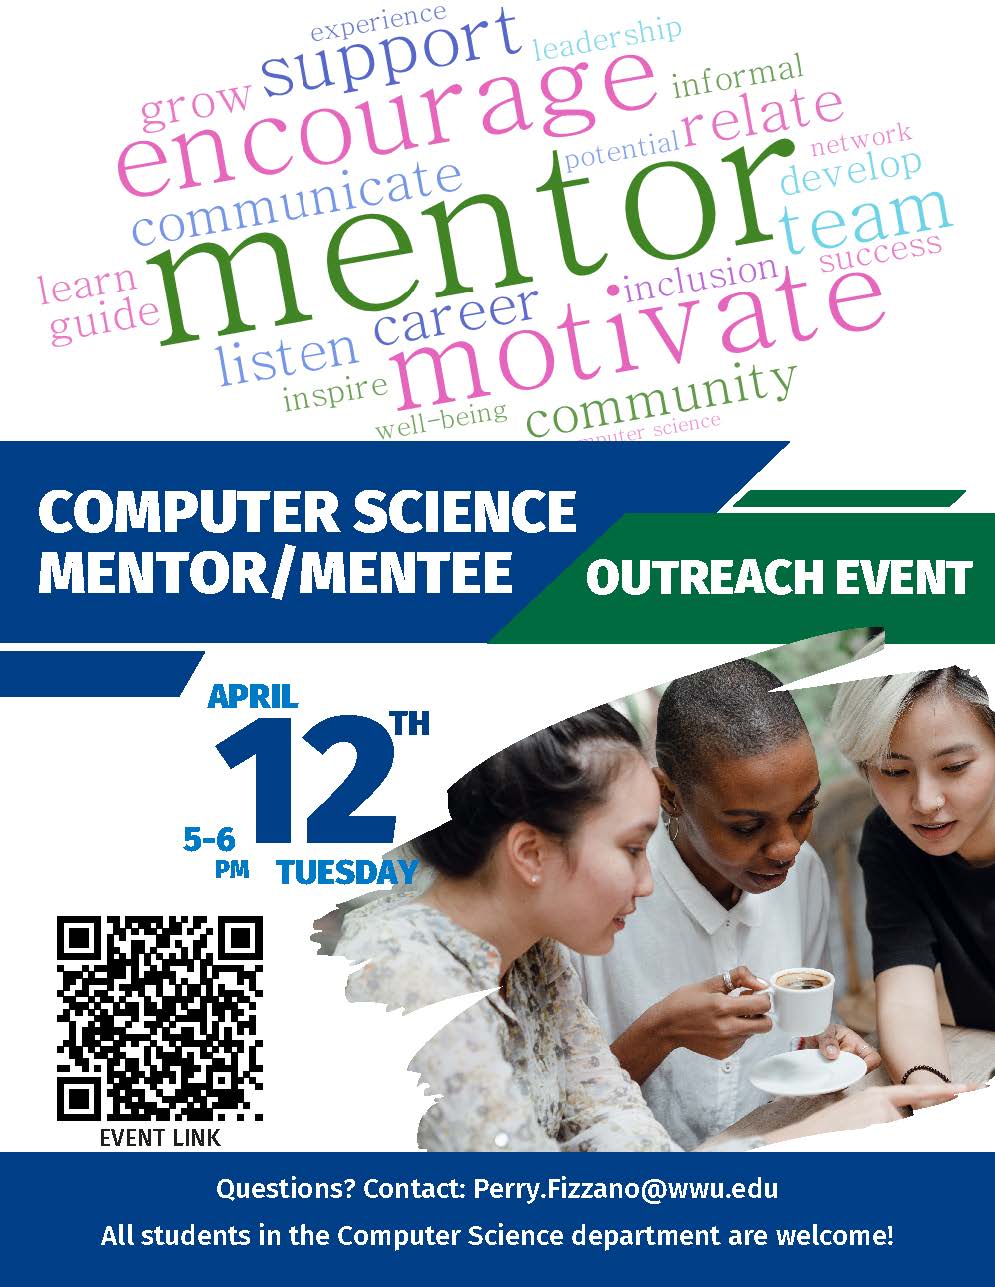 experience
support
leadership
grow
encourage
informal
potential
relate
network
communicate
mentor
develop
team
learn
guide
inclusion
success
career
listen
motivate
inspire
well-being
community
computer science
COMPUTER SCIENCE
MENTOR/MENTEE
OUTREACH EVENT
APRIL
12TH
5-6
PM
TUESDAY
EVENT LINK
Questions? Contact: Perry.Fizzano@wwu.edu
All students in the Computer Science department are welcome!